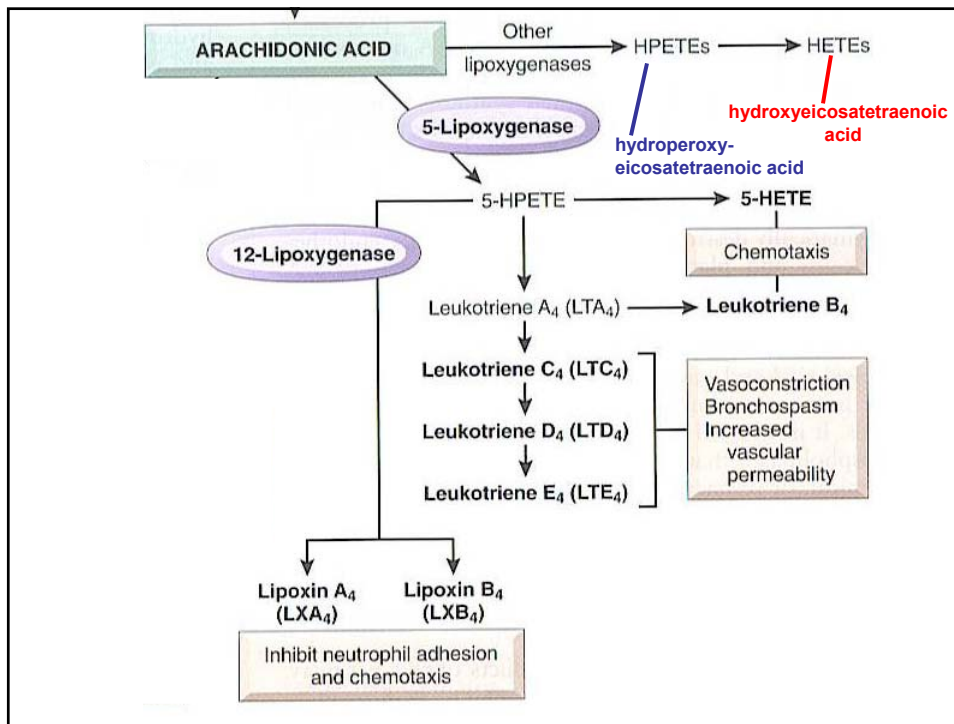 ARACHIDONIC ACID
Other
lipoxygenases
HPETEs
HETEs
hydroxyeicosatetraenoic
acid
5-Lipoxygenase
hydroperoxy-
eicosatetraenoic acid
5-HPETE
5-HETE
12-Lipoxygenase
Chemotaxis
Leukotriene A₄ (LTA₄)
Leukotriene B₄
Leukotriene C₄ (LTC₄)
Vasoconstriction
Bronchospasm
Increased
vascular
permeability
Leukotriene D₄ (LTD₄)
Leukotriene E₄ (LTE₄)
Lipoxin A₄
(LXA₄)
Lipoxin B₄
(LXB₄)
Inhibit neutrophil adhesion
and chemotaxis